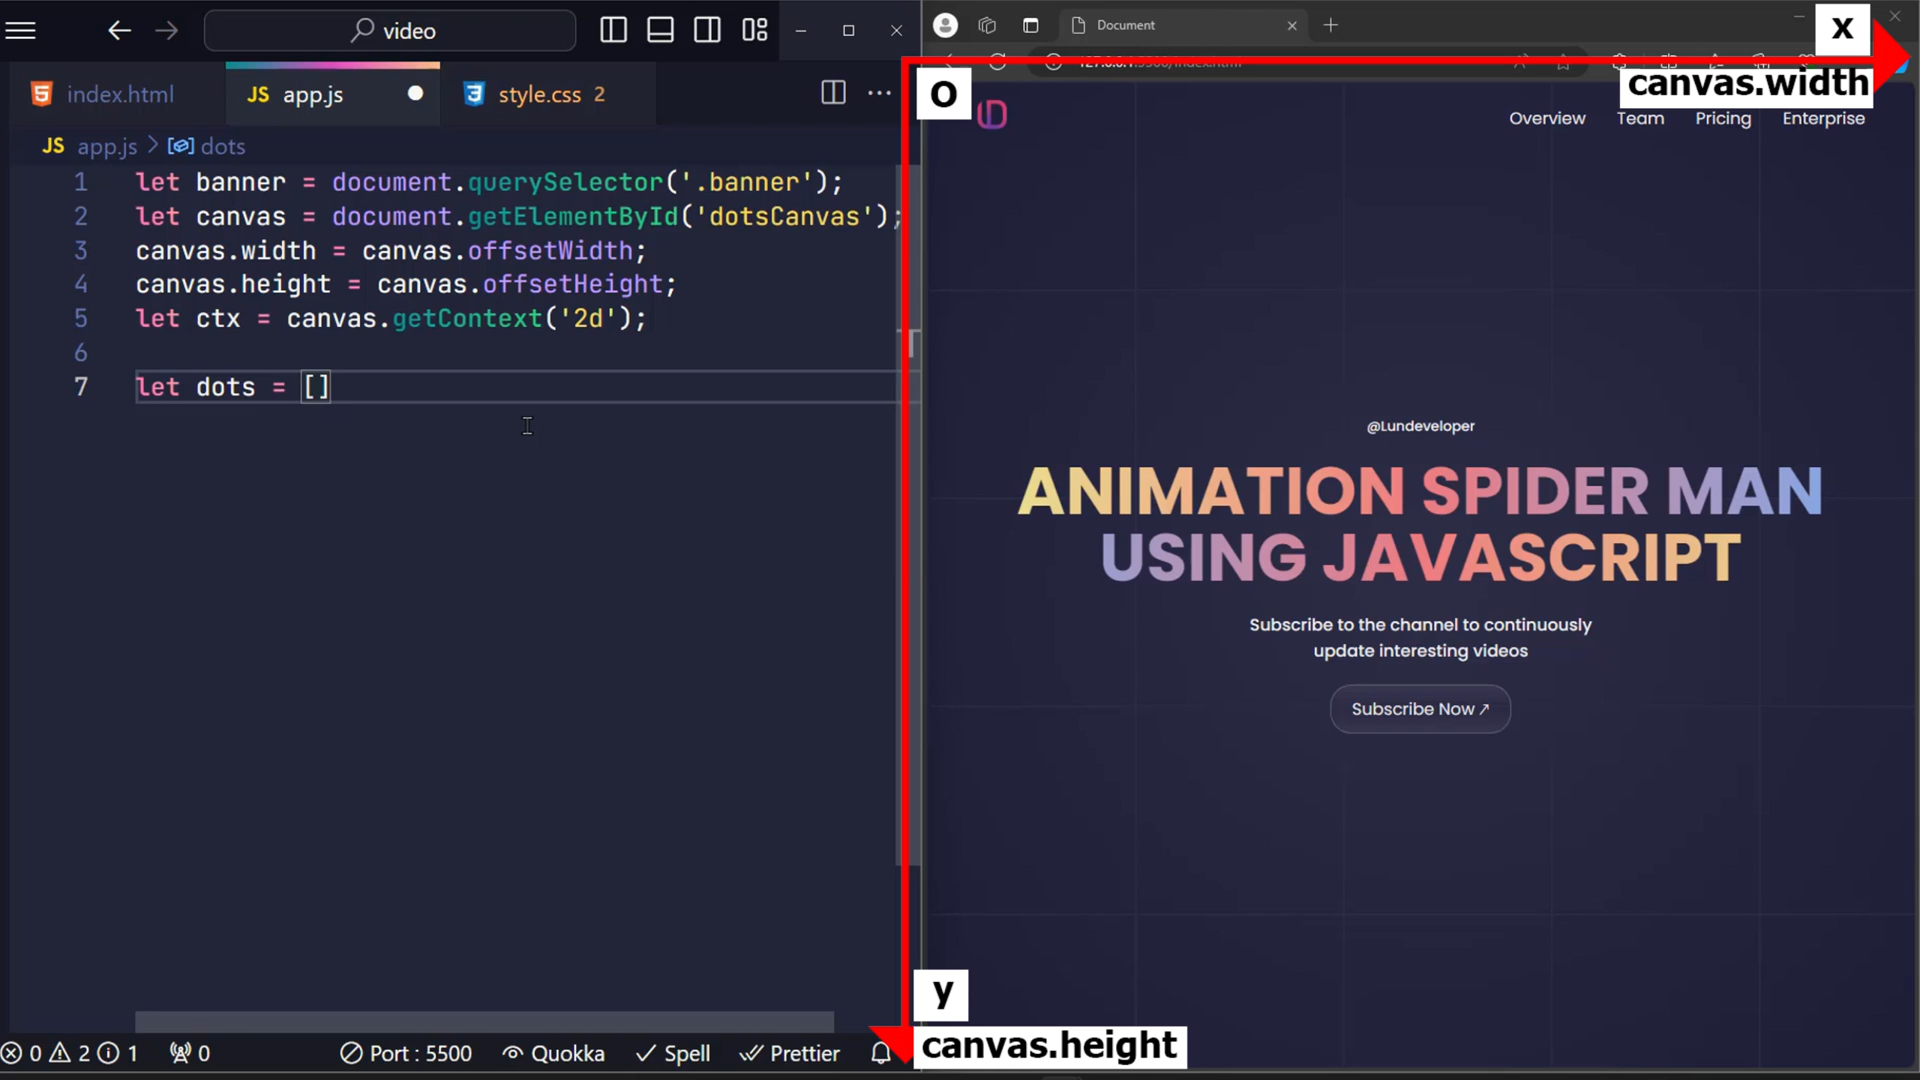 video
index.html
JS app.js
style.css 2
JS app.js > dots
1 let banner = document.querySelector('.banner');
2 let canvas = document.getElementById('dotsCanvas');
3 canvas.width = canvas.offsetWidth;
4 canvas.height = canvas.offsetHeight;
5 let ctx = canvas.getContext('2d');
6
7 let dots = []
0 2 1 0 Port : 5500 Quokka Spell Prettier
Document
x
canvas.width
O
Overview Team Pricing Enterprise
@Lundeveloper
ANIMATION SPIDER MAN
USING JAVASCRIPT
Subscribe to the channel to continuously
update interesting videos
Subscribe Now ↗
y
canvas.height